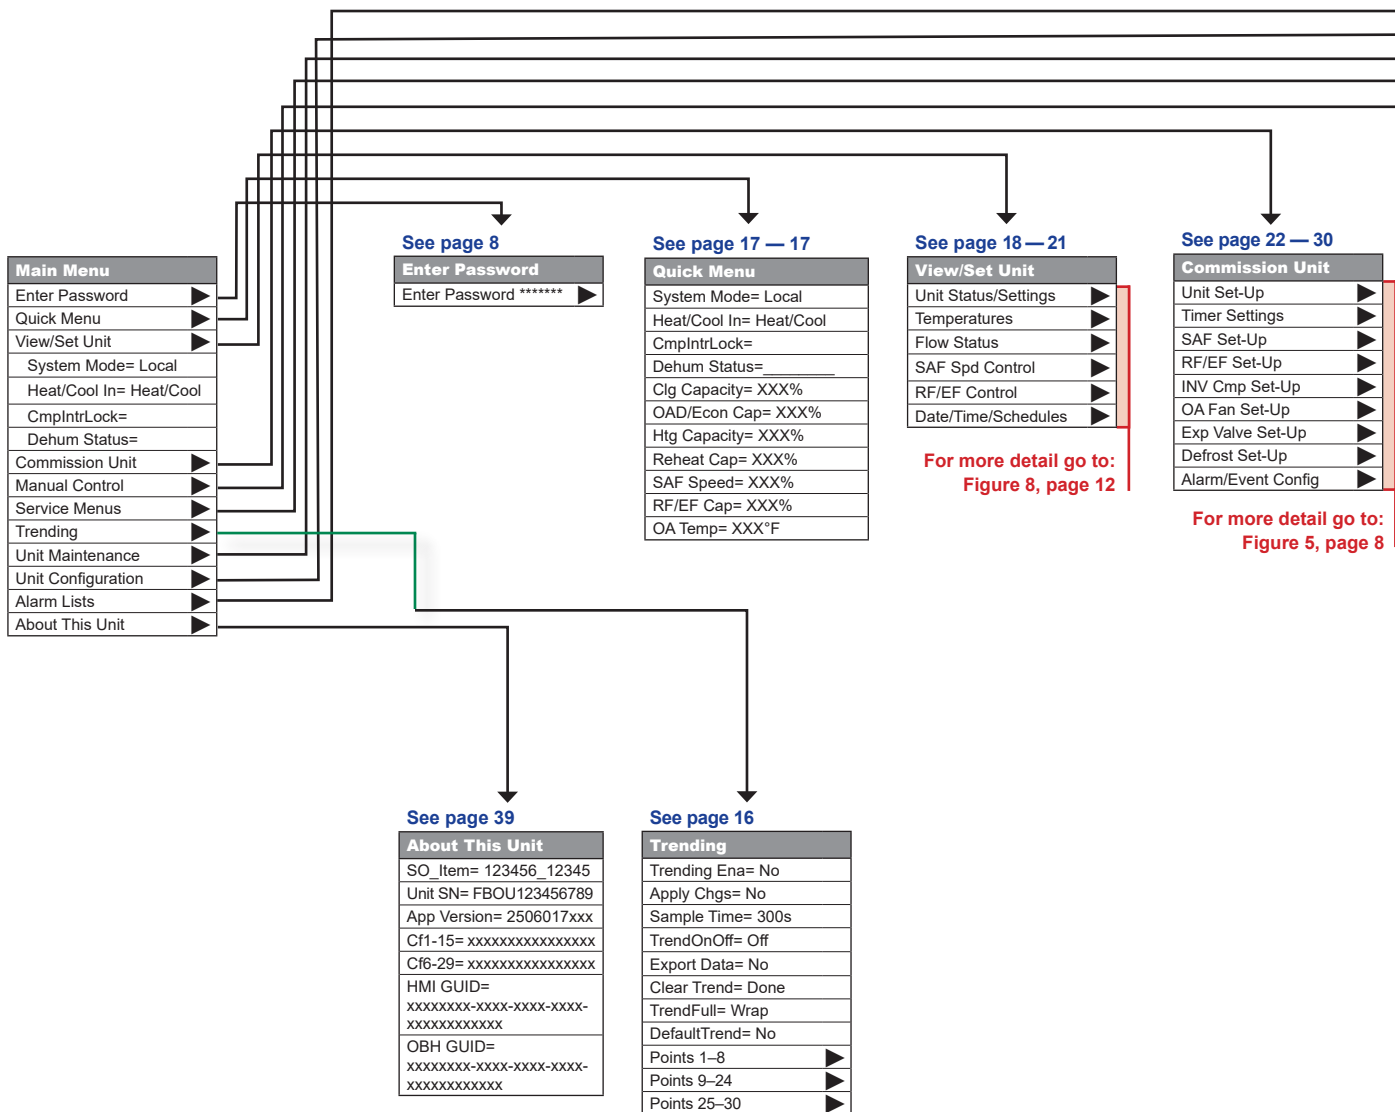 Main Menu
Enter Password
Quick Menu
View/Set Unit
System Mode= Local
Heat/Cool In= Heat/Cool
CmpIntrLock=
Dehum Status=
Commission Unit
Manual Control
Service Menus
Trending
Unit Maintenance
Unit Configuration
Alarm Lists
About This Unit
See page 8
Enter Password
Enter Password *******
See page 17 — 17
Quick Menu
System Mode= Local
Heat/Cool In= Heat/Cool
CmpIntrLock=
Dehum Status=________
Clg Capacity= XXX%
OAD/Econ Cap= XXX%
Htg Capacity= XXX%
Reheat Cap= XXX%
SAF Speed= XXX%
RF/EF Cap= XXX%
OA Temp= XXX°F
See page 18 — 21
View/Set Unit
Unit Status/Settings
Temperatures
Flow Status
SAF Spd Control
RF/EF Control
Date/Time/Schedules
For more detail go to:
Figure 8, page 12
See page 22 — 30
Commission Unit
Unit Set-Up
Timer Settings
SAF Set-Up
RF/EF Set-Up
INV Cmp Set-Up
OA Fan Set-Up
Exp Valve Set-Up
Defrost Set-Up
Alarm/Event Config
For more detail go to:
Figure 5, page 8
See page 39
About This Unit
SO_Item= 123456_12345
Unit SN= FBOU123456789
App Version= 2506017xxx
Cf1-15= xxxxxxxxxxxxxxxx
Cf6-29= xxxxxxxxxxxxxxxx
HMI GUID=
xxxxxxxx-xxxx-xxxx-xxxx-
xxxxxxxxxxxx
OBH GUID=
xxxxxxxx-xxxx-xxxx-xxxx-
xxxxxxxxxxxx
See page 16
Trending
Trending Ena= No
Apply Chgs= No
Sample Time= 300s
TrendOnOff= Off
Export Data= No
Clear Trend= Done
TrendFull= Wrap
DefaultTrend= No
Points 1–8
Points 9–24
Points 25–30